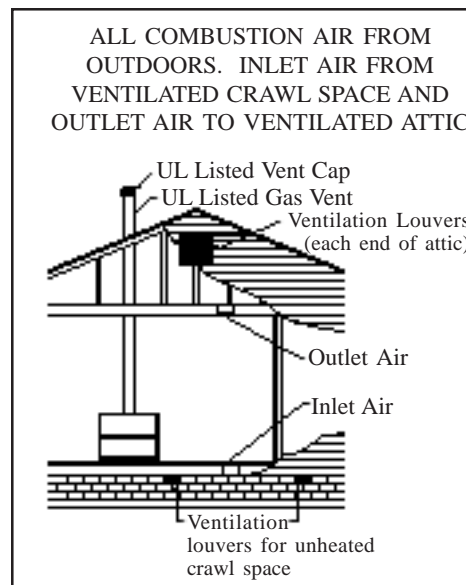 ALL COMBUSTION AIR FROM
OUTDOORS. INLET AIR FROM
VENTILATED CRAWL SPACE AND
OUTLET AIR TO VENTILATED ATTIC
UL Listed Vent Cap
UL Listed Gas Vent
Ventilation Louvers
(each end of attic)
Outlet Air
Inlet Air
Ventilation
louvers for unheated
crawl space